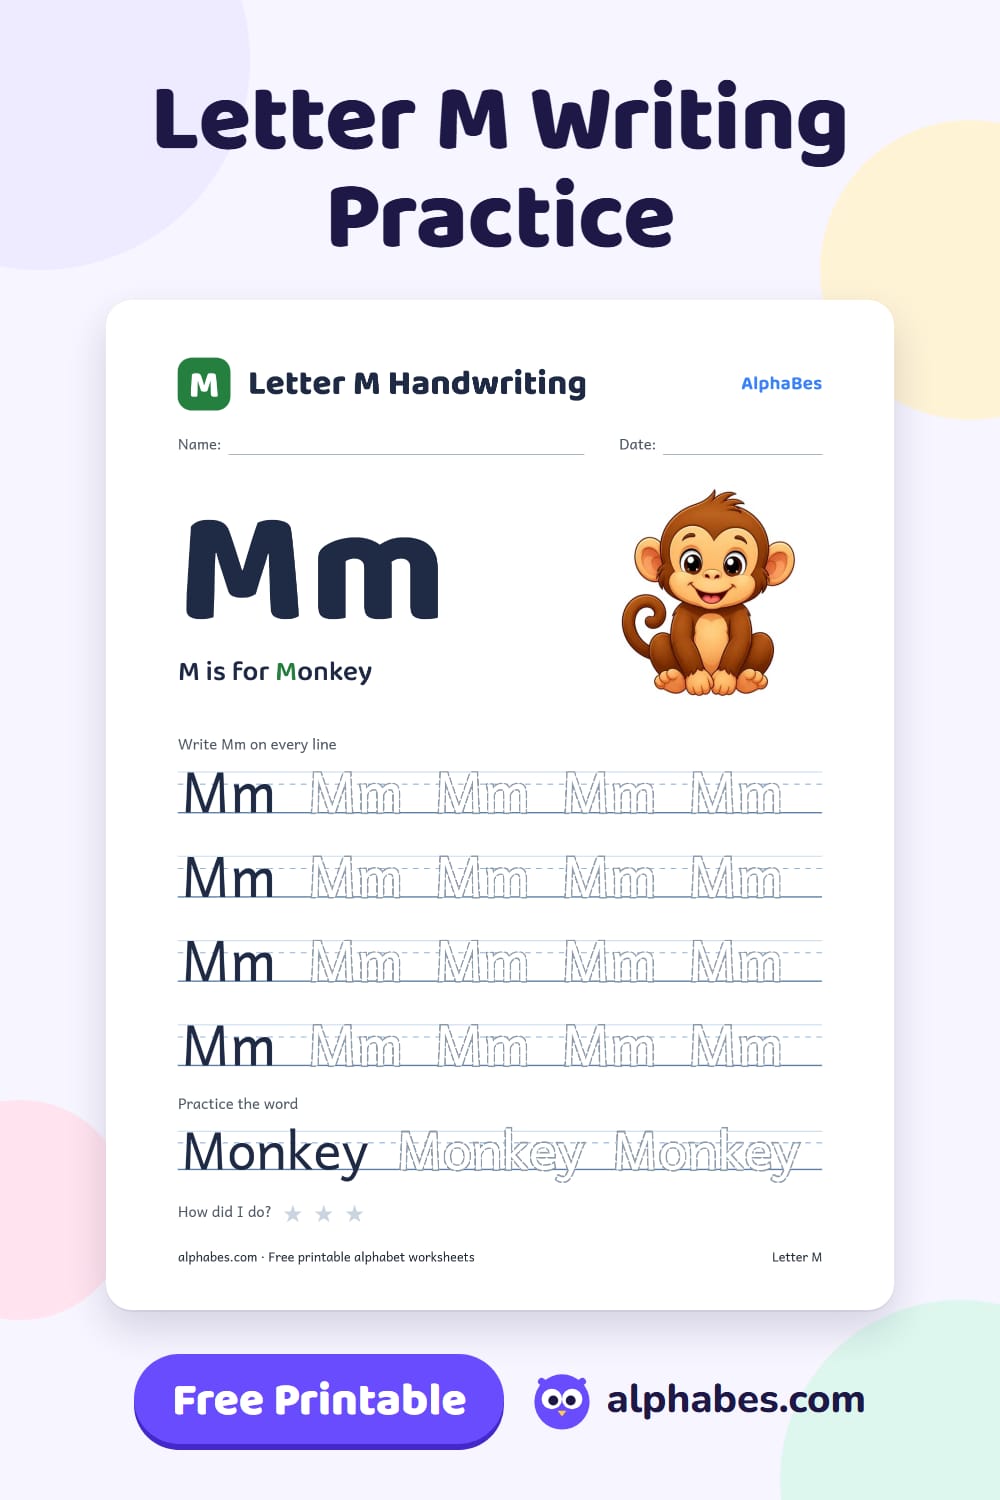 Letter M Writing
Practice
M Letter M Handwriting AlphaBes
Name: Date:
Mm
M is for Monkey
Write Mm on every line
Mm Mm Mm Mm Mm
Mm Mm Mm Mm Mm
Mm Mm Mm Mm Mm
Mm Mm Mm Mm Mm
Practice the word
Monkey Monkey Monkey
How did I do?
alphabes.com · Free printable alphabet worksheets Letter M
Free Printable alphabes.com